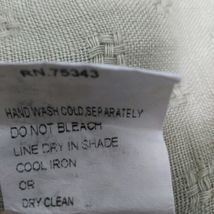 RN.75343
HAND WASH COLD,SEPARATELY
DO NOT BLEACH
LINE DRY IN SHADE
COOL IRON
OR
DRY CLEAN